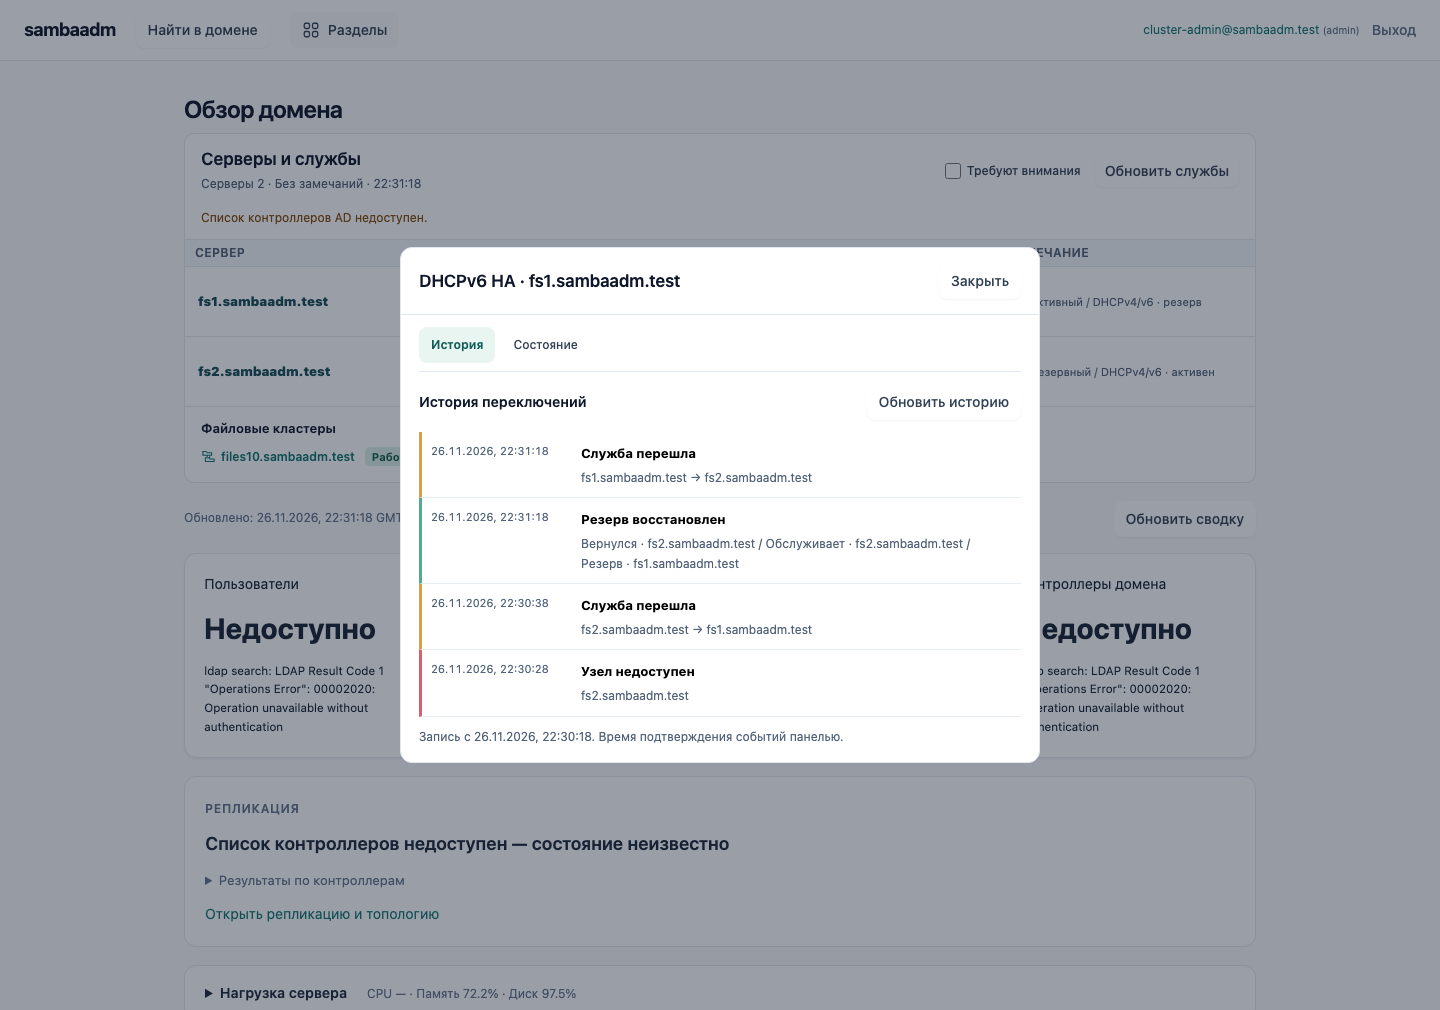 sambaadm
Найти в домене
Разделы
cluster-admin@sambaadm.test (admin)
Выход
Обзор домена
Серверы и службы
Серверы 2 · Без замечаний · 22:31:18
Требуют внимания
Обновить службы
Список контроллеров AD недоступен.
СЕРВЕР
fs1.sambaadm.test
/ DHCPv4/v6 · резерв
fs2.sambaadm.test
/ DHCPv4/v6 · активен
Файловые кластеры
files10.sambaadm.test
DHCPv6 HA · fs1.sambaadm.test
Закрыть
История
Состояние
История переключений
Обновить историю
26.11.2026, 22:31:18
Служба перешла
fs1.sambaadm.test → fs2.sambaadm.test
26.11.2026, 22:31:18
Резерв восстановлен
Вернулся · fs2.sambaadm.test / Обслуживает · fs2.sambaadm.test /
Резерв · fs1.sambaadm.test
26.11.2026, 22:30:38
Служба перешла
fs2.sambaadm.test → fs1.sambaadm.test
26.11.2026, 22:30:28
Узел недоступен
fs2.sambaadm.test
Запись с 26.11.2026, 22:30:18. Время подтверждения событий панелью.
Обновлено: 26.11.2026, 22:31:18 GMT
Обновить сводку
Пользователи
Недоступно
ldap search: LDAP Result Code 1
"Operations Error": 00002020:
Operation unavailable without
authentication
домена
search: LDAP Result Code 1
Error": 00002020:
unavailable without
РЕПЛИКАЦИЯ
Список контроллеров недоступен — состояние неизвестно
Результаты по контроллерам
Открыть репликацию и топологию
Нагрузка сервера
CPU — · Память 72.2% · Диск 97.5%